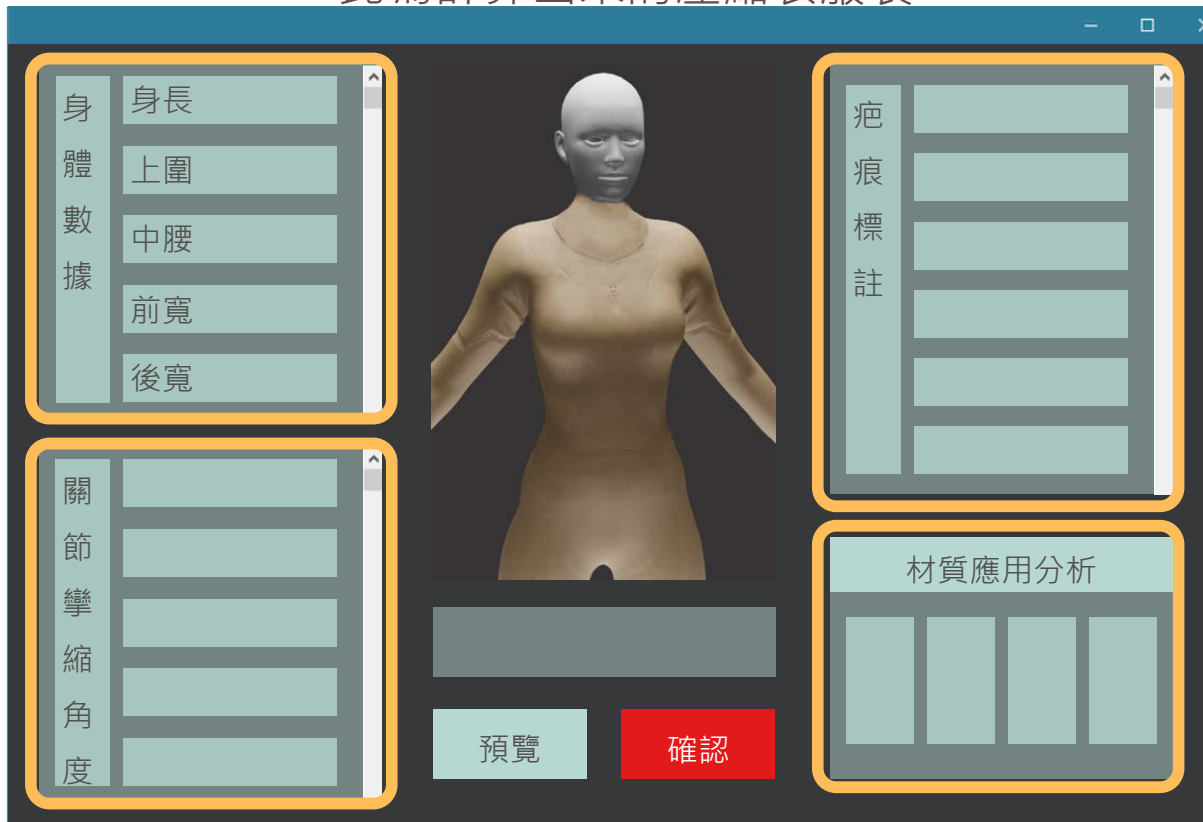 身體數據
身長
上圍
中腰
前寬
後寬
關節攣縮角度
疤痕標註
材質應用分析
預覽
確認